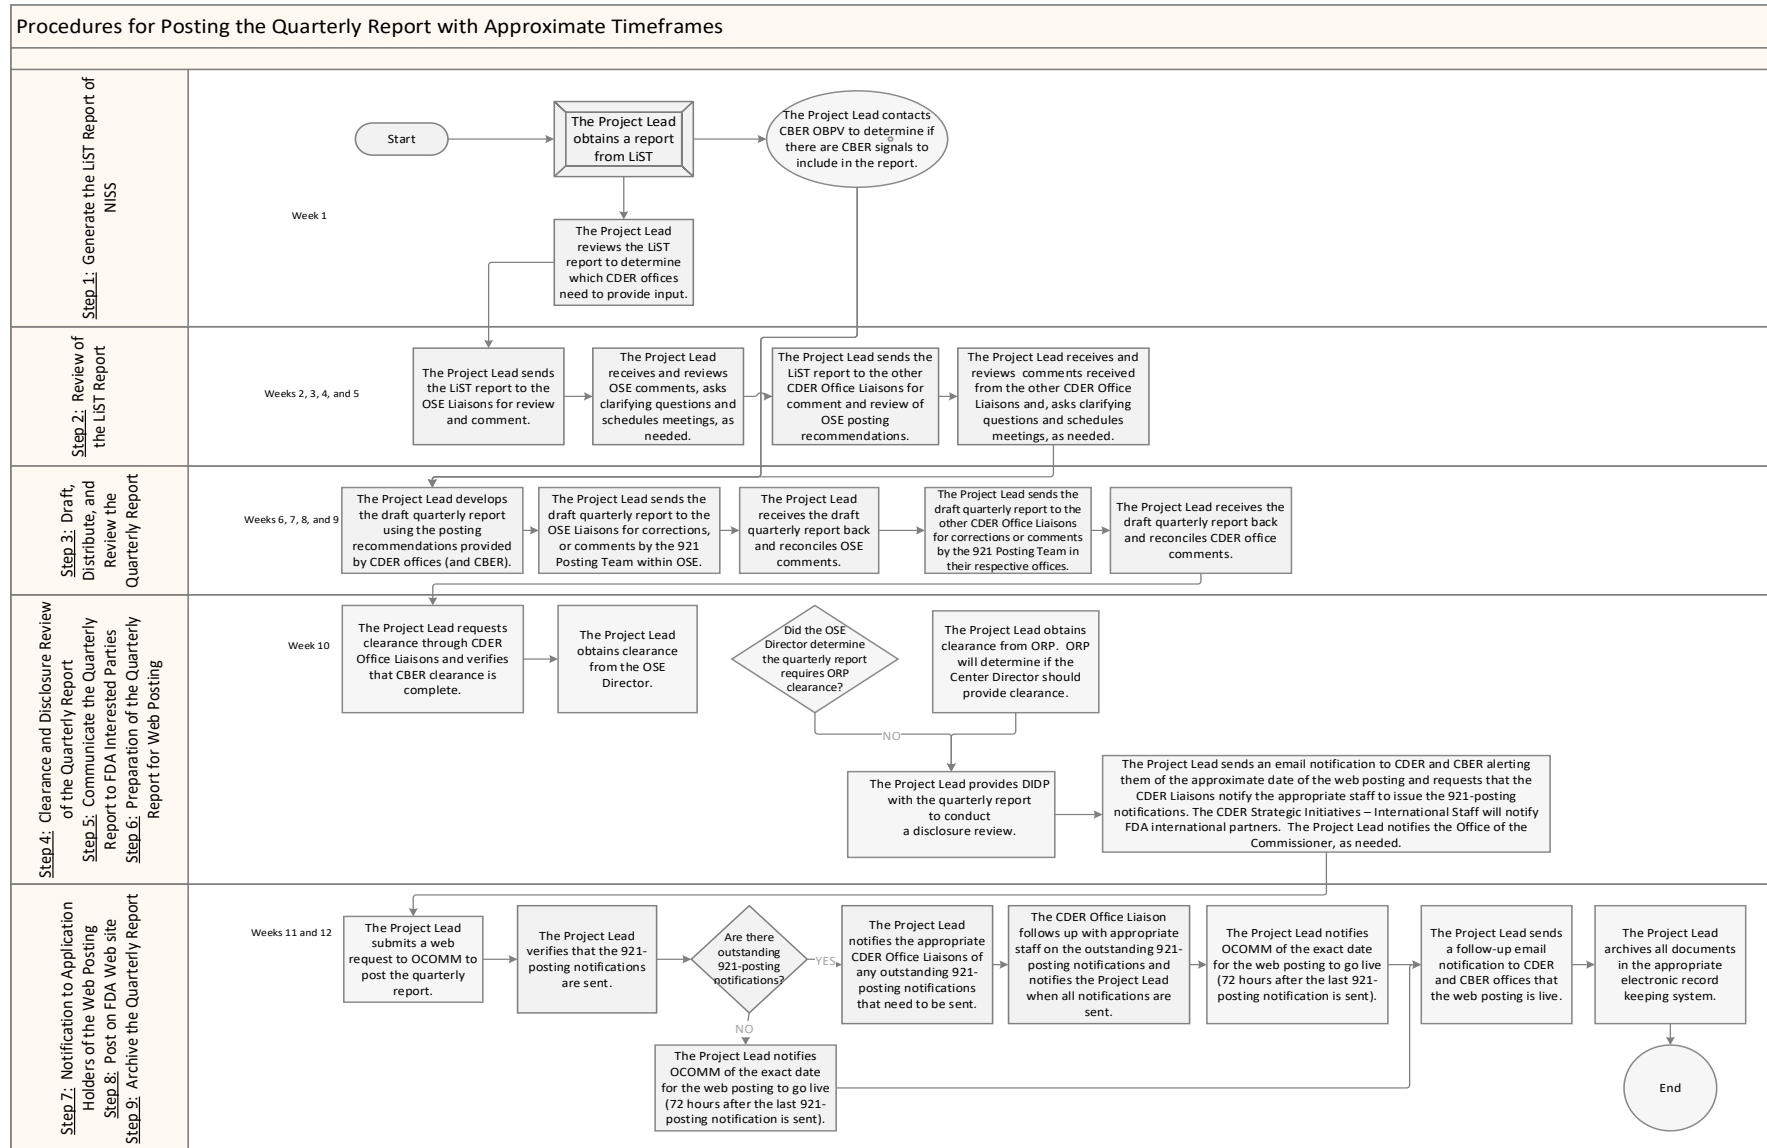 Procedures for Posting the Quarterly Report with Approximate Timeframes
Step 1: Generate the LiST Report of
NISS
Week 1
Start
The Project Lead
obtains a report
from LiST
The Project Lead contacts
CBER OBPV to determine if
there are CBER signals to
include in the report.
The Project Lead
reviews the LiST
report to determine
which CDER offices
need to provide input.
Step 2: Review of
the LiST Report
Weeks 2, 3, 4, and 5
The Project Lead sends
the LiST report to the
OSE Liaisons for review
and comment.
The Project Lead
receives and reviews
OSE comments, asks
clarifying questions and
schedules meetings, as
needed.
The Project Lead sends the
LiST report to the other
CDER Office Liaisons for
comment and review of
OSE posting
recommendations.
The Project Lead receives and
reviews comments received
from the other CDER Office
Liaisons and, asks clarifying
questions and schedules
meetings, as needed.
Step 3: Draft,
Distribute, and
Review the
Quarterly Report
Weeks 6, 7, 8, and 9
The Project Lead develops
the draft quarterly report
using the posting
recommendations provided
by CDER offices (and CBER).
The Project Lead sends the
draft quarterly report to the
OSE Liaisons for corrections,
or comments by the 921
Posting Team within OSE.
The Project Lead
receives the draft
quarterly report back
and reconciles OSE
comments.
The Project Lead sends the
draft quarterly report to the
other CDER Office Liaisons
for corrections or comments
by the 921 Posting Team in
their respective offices.
The Project Lead receives the
draft quarterly report back
and reconciles CDER office
comments.
Step 4: Clearance and Disclosure Review
of the Quarterly Report
Step 5: Communicate the Quarterly
Report to FDA Interested Parties
Step 6: Preparation of the Quarterly
Report for Web Posting
Week 10
The Project Lead requests
clearance through CDER
Office Liaisons and verifies
that CBER clearance is
complete.
The Project Lead
obtains clearance
from the OSE
Director.
Did the OSE
Director determine
the quarterly report
requires ORP
clearance?
The Project Lead obtains
clearance from ORP. ORP
will determine if the
Center Director should
provide clearance.
NO
The Project Lead provides DIDP
with the quarterly report
to conduct
a disclosure review.
The Project Lead sends an email notification to CDER and CBER alerting
them of the approximate date of the web posting and requests that the
CDER Liaisons notify the appropriate staff to issue the 921-posting
notifications. The CDER Strategic Initiatives – International Staff will notify
FDA international partners. The Project Lead notifies the Office of the
Commissioner, as needed.
Step 7: Notification to Application
Holders of the Web Posting
Step 8: Post on FDA Web site
Step 9: Archive the Quarterly Report
Weeks 11 and 12
The Project Lead
submits a web
request to OCOMM to
post the quarterly
report.
The Project Lead
verifies that the 921-
posting notifications
are sent.
Are there
outstanding
921-posting
notifications?
YES
The Project Lead
notifies the appropriate
CDER Office Liaisons of
any outstanding 921-
posting notifications
that need to be sent.
The CDER Office Liaison
follows up with appropriate
staff on the outstanding 921-
posting notifications and
notifies the Project Lead
when all notifications are
sent.
The Project Lead notifies
OCOMM of the exact date
for the web posting to go live
(72 hours after the last 921-
posting notification is sent).
The Project Lead sends
a follow-up email
notification to CDER
and CBER offices that
the web posting is live.
The Project Lead
archives all documents
in the appropriate
electronic record
keeping system.
NO
The Project Lead notifies
OCOMM of the exact date
for the web posting to go live
(72 hours after the last 921-
posting notification is sent).
End